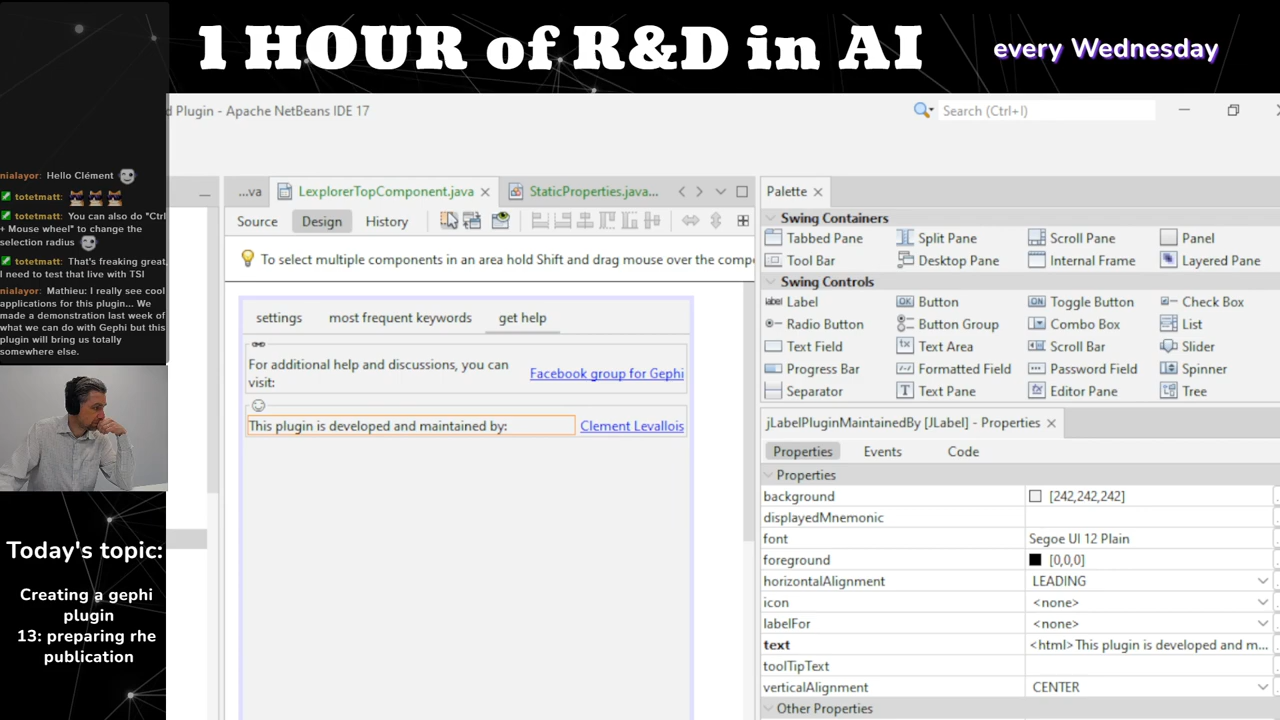 1 HOUR of R&D in AI
every Wednesday
d Plugin - Apache NetBeans IDE 17
Search (Ctrl+I)
nialayor: Hello Clément
totetmatt:
totetmatt: You can also do "Ctrl
+ Mouse wheel" to change the
selection radius
totetmatt: That's freaking great,
I need to test that live with TSI
nialayor: Mathieu: I really see cool
applications for this plugin... We
made a demonstration last week of
what we can do with Gephi but this
plugin will bring us totally
somewhere else.
Today's topic:
Creating a gephi
plugin
13: preparing rhe
publication
...va
LexplorerTopComponent.java
StaticProperties.java...
Source
Design
History
To select multiple components in an area hold Shift and drag mouse over the compo
settings
most frequent keywords
get help
For additional help and discussions, you can
visit:
Facebook group for Gephi
This plugin is developed and maintained by:
Clement Levallois
Palette
Swing Containers
Tabbed Pane Split Pane Scroll Pane Panel
Tool Bar Desktop Pane Internal Frame Layered Pane
Swing Controls
label Label OK Button ON Toggle Button Check Box
Radio Button Button Group Combo Box List
Text Field Text Area Scroll Bar Slider
Progress Bar Formatted Field Password Field Spinner
Separator Text Pane Editor Pane Tree
jLabelPluginMaintainedBy [JLabel] - Properties
Properties Events Code
Properties
background [242,242,242]
displayedMnemonic
font Segoe UI 12 Plain
foreground [0,0,0]
horizontalAlignment LEADING
icon <none>
labelFor <none>
text <html>This plugin is developed and m...
toolTipText
verticalAlignment CENTER
Other Properties